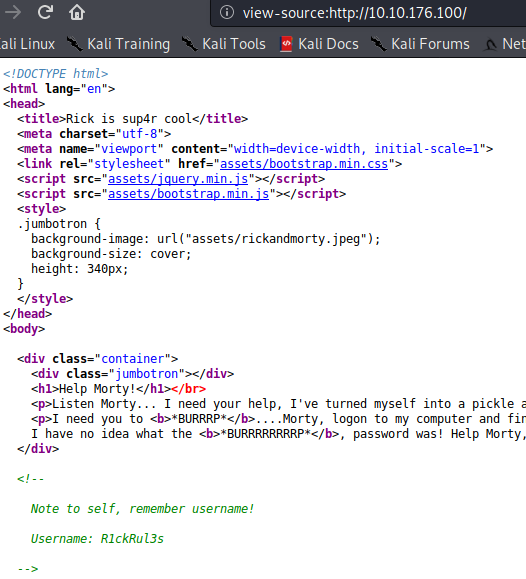 view-source:http://10.10.176.100/
Kali Linux Kali Training Kali Tools Kali Docs Kali Forums
<!DOCTYPE html>
<html lang="en">
<head>
<title>Rick is sup4r cool</title>
<meta charset="utf-8">
<meta name="viewport" content="width=device-width, initial-scale=1">
<link rel="stylesheet" href="assets/bootstrap.min.css">
<script src="assets/jquery.min.js"></script>
<script src="assets/bootstrap.min.js"></script>
<style>
.jumbotron {
background-image: url("assets/rickandmorty.jpeg");
background-size: cover;
height: 340px;
}
</style>
</head>
<body>
<div class="container">
<div class="jumbotron"></div>
<h1>Help Morty!</h1></br>
<p>Listen Morty... I need your help, I've turned myself into a pickle a
<p>I need you to <b>*BURRRP*</b>....Morty, logon to my computer and fin
I have no idea what the <b>*BURRRRRRRRP*</b>, password was! Help Morty,
</div>
<!--
Note to self, remember username!
Username: R1ckRul3s
-->